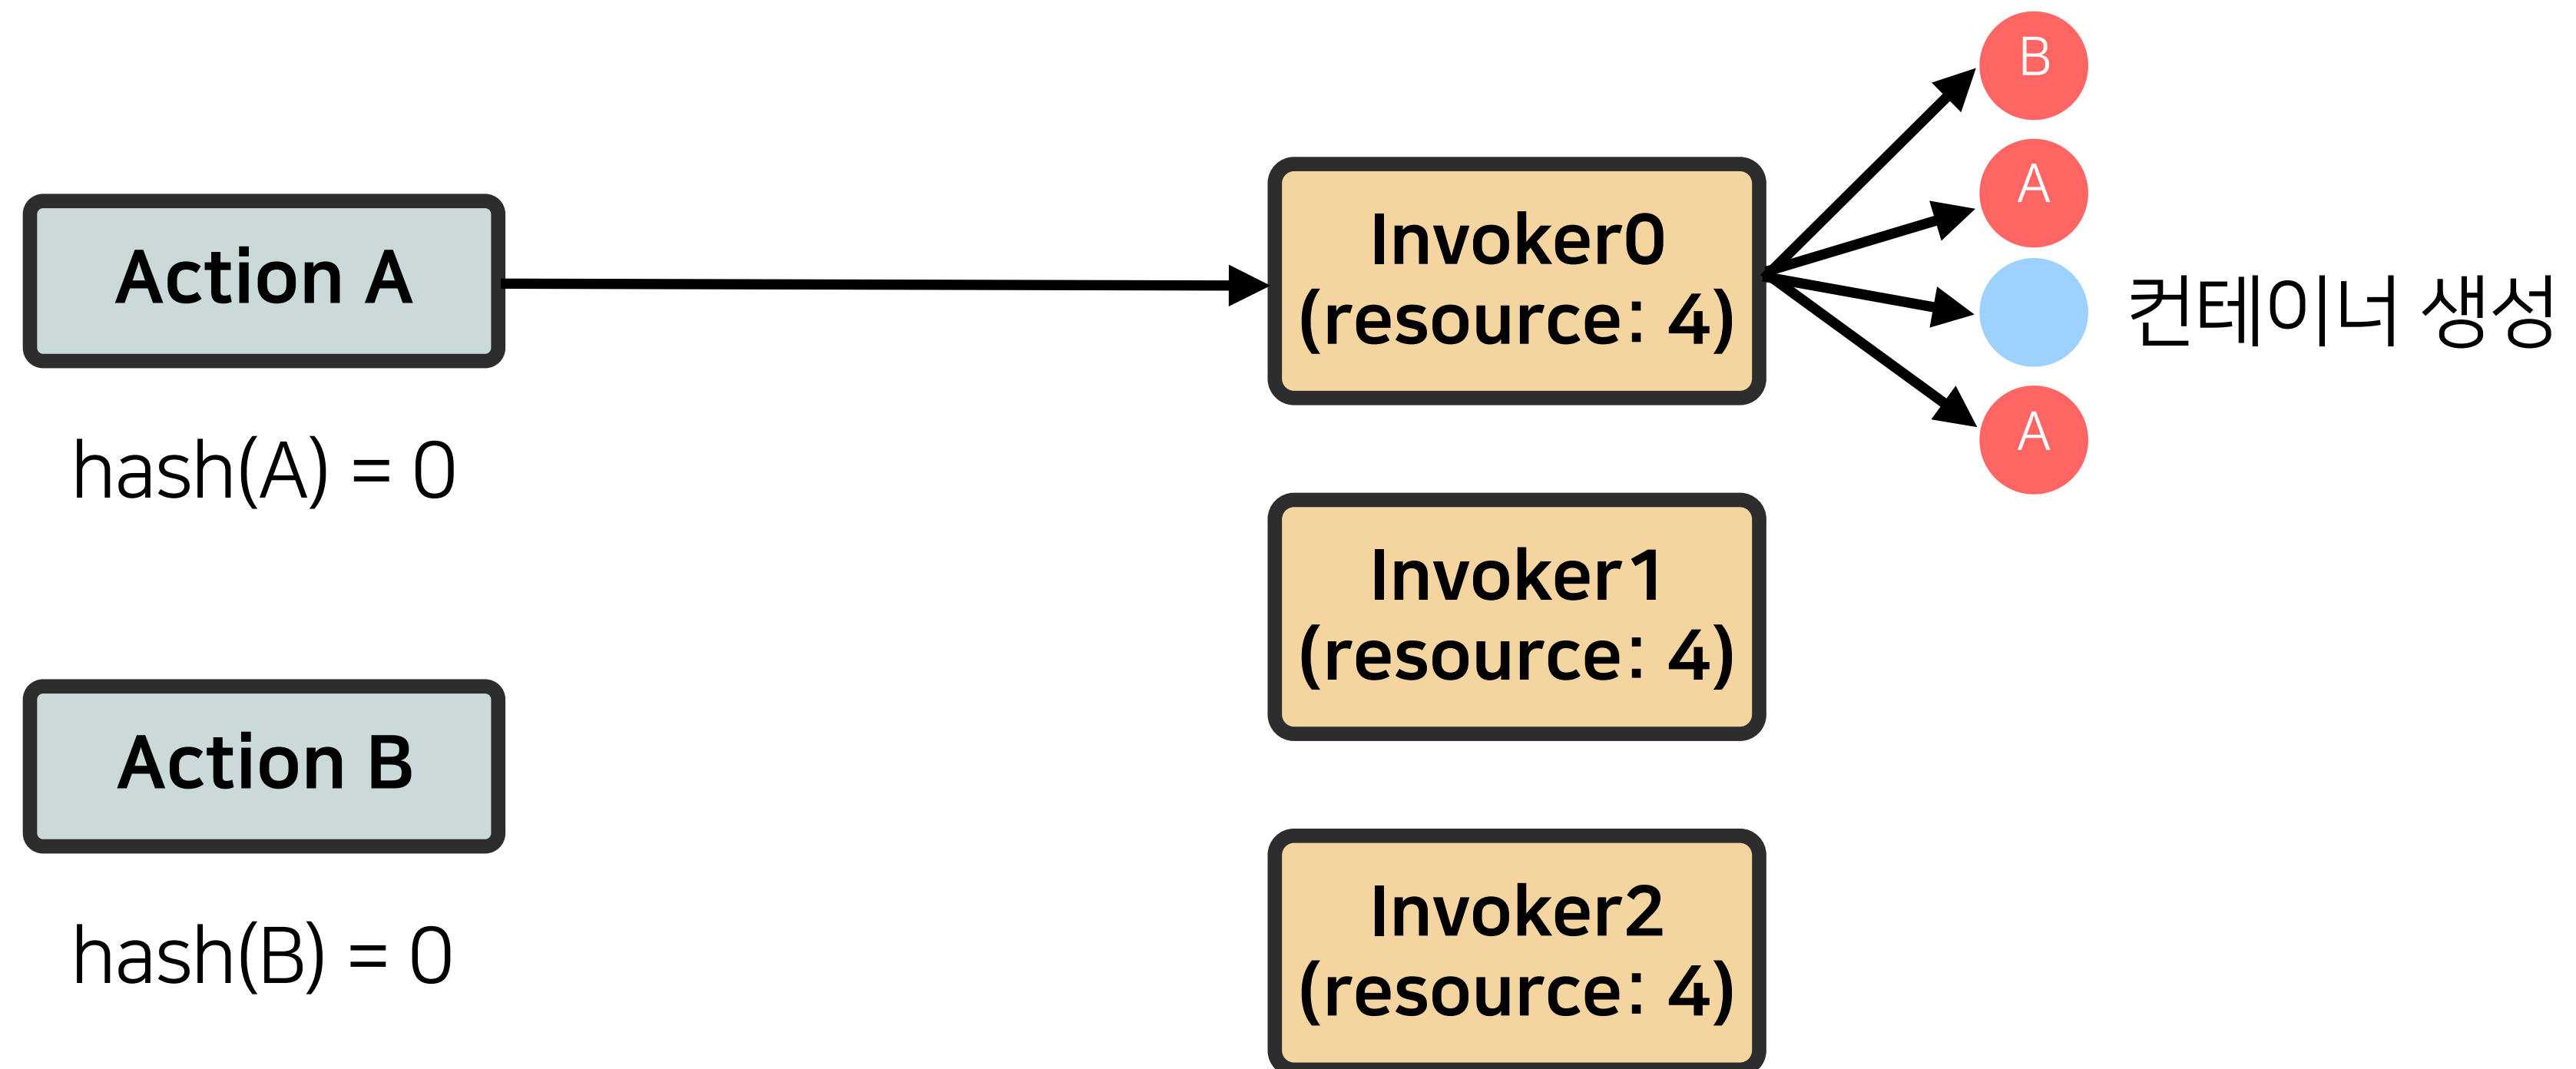 Action A
hash(A) = 0
Action B
hash(B) = 0
Invoker0
(resource: 4)
Invoker1
(resource: 4)
Invoker2
(resource: 4)
B
A
컨테이너 생성
A